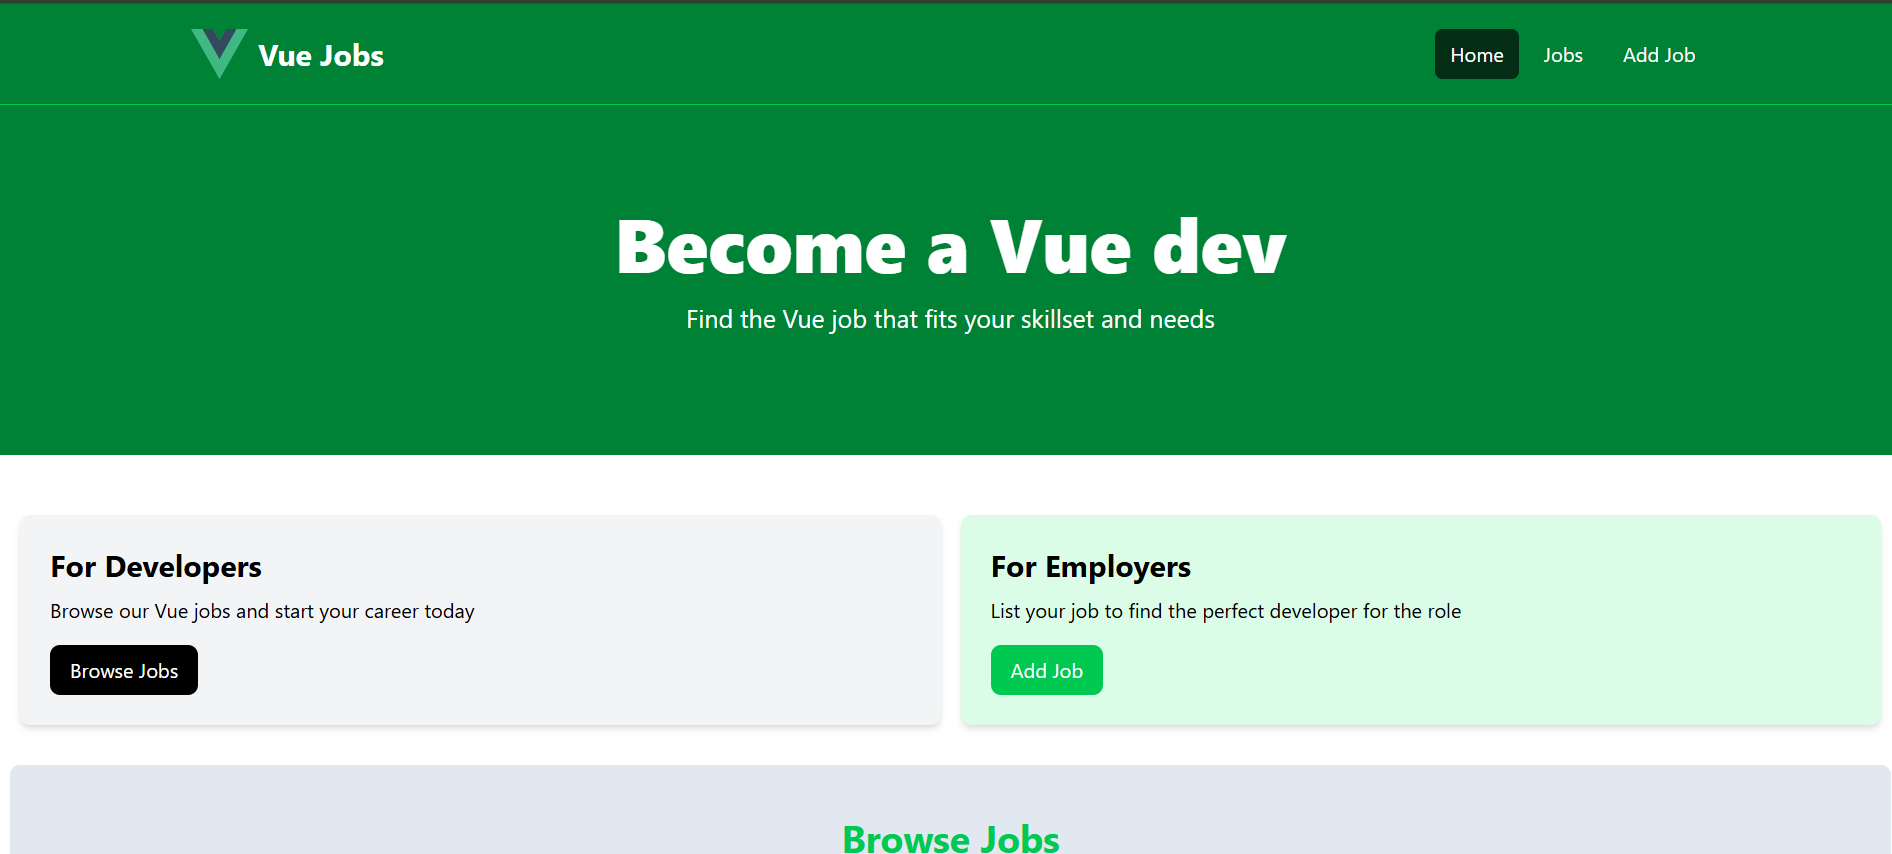 Vue Jobs
Home
Jobs
Add Job
Become a Vue dev
Find the Vue job that fits your skillset and needs
For Developers
Browse our Vue jobs and start your career today
Browse Jobs
For Employers
List your job to find the perfect developer for the role
Add Job
Browse Jobs